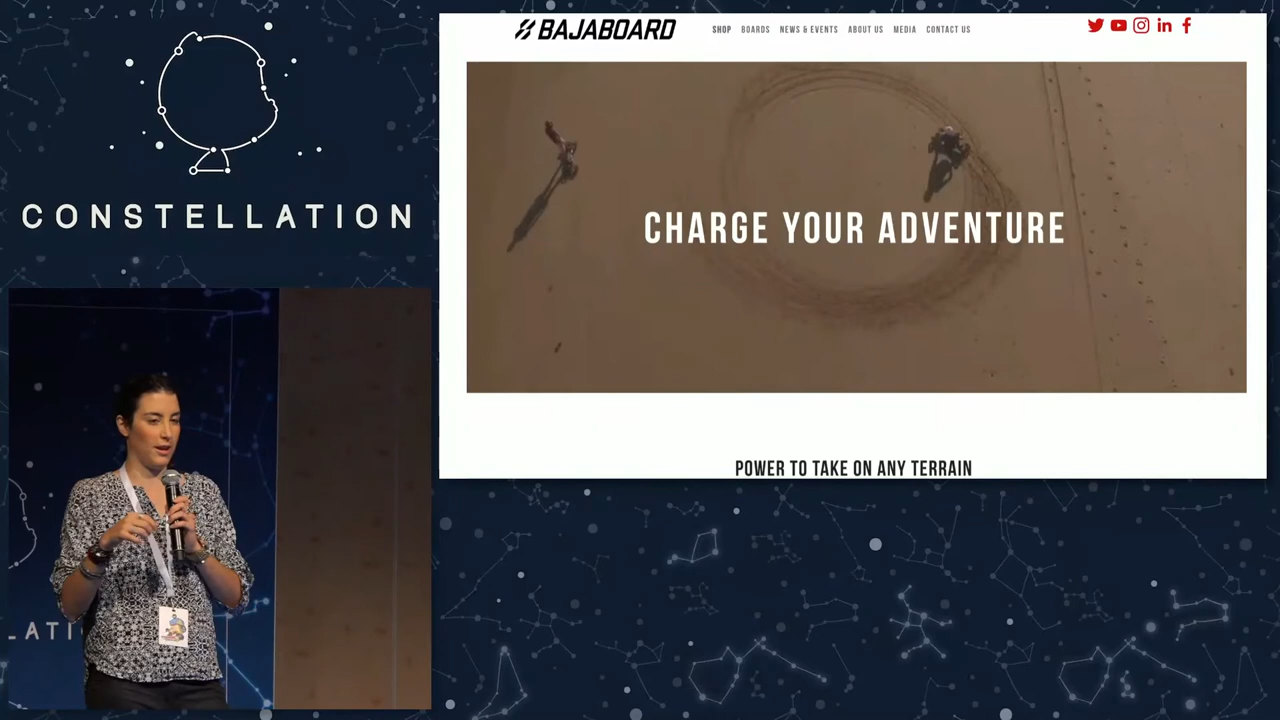 CONSTELLATION
LATI
BAJABOARD
SHOP BOARDS NEWS & EVENTS ABOUT US MEDIA CONTACT US
CHARGE YOUR ADVENTURE
POWER TO TAKE ON ANY TERRAIN